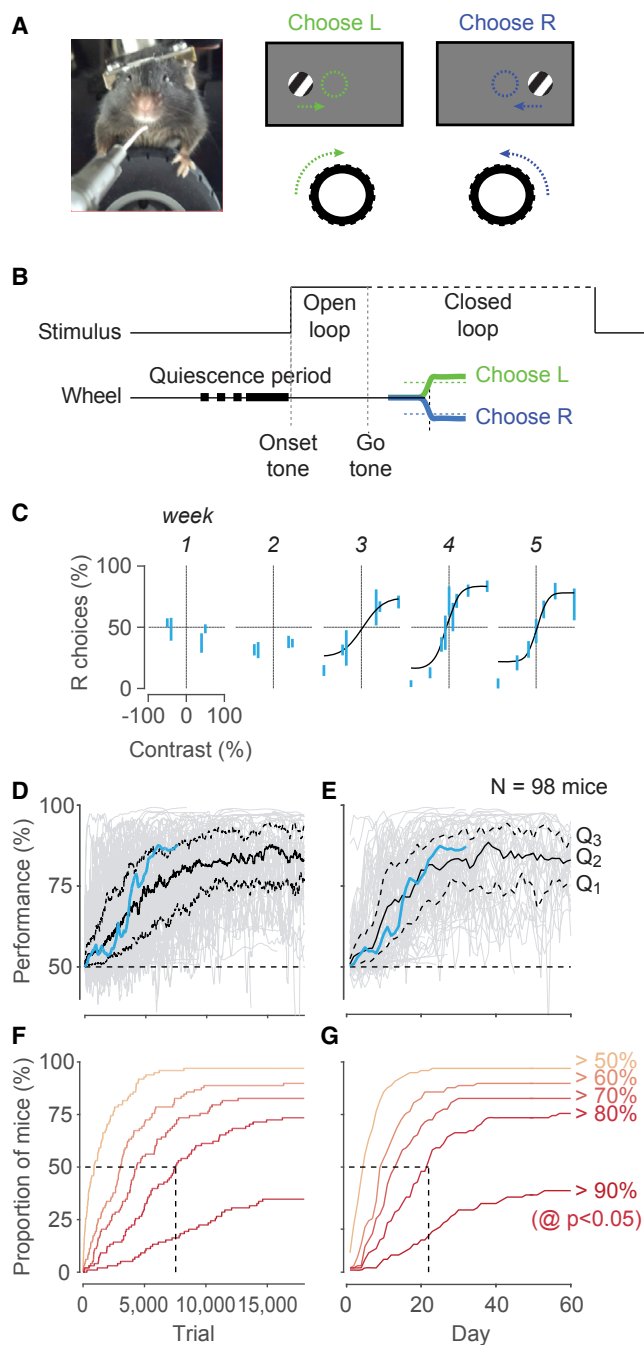 A
Choose L
Choose R
B
Stimulus
Open loop
Closed loop
Wheel
Quiescence period
Choose L
Choose R
Onset tone
Go tone
C
week
1
2
3
4
5
R choices (%)
100
50
0
-100
0
100
Contrast (%)
D
E
N = 98 mice
Performance (%)
100
75
50
Q3
Q2
Q1
F
G
Proportion of mice (%)
100
75
50
25
0
> 50%
> 60%
> 70%
> 80%
> 90%
(@ p<0.05)
0
5,000
10,000
15,000
Trial
0
20
40
60
Day